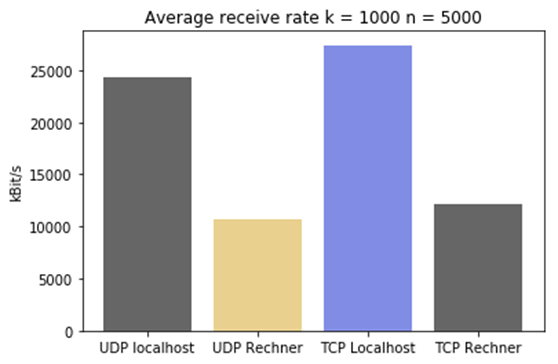 Average receive rate k = 1000 n = 5000
kBit/s
25000
20000
15000
10000
5000
0
UDP localhost UDP Rechner TCP Localhost TCP Rechner